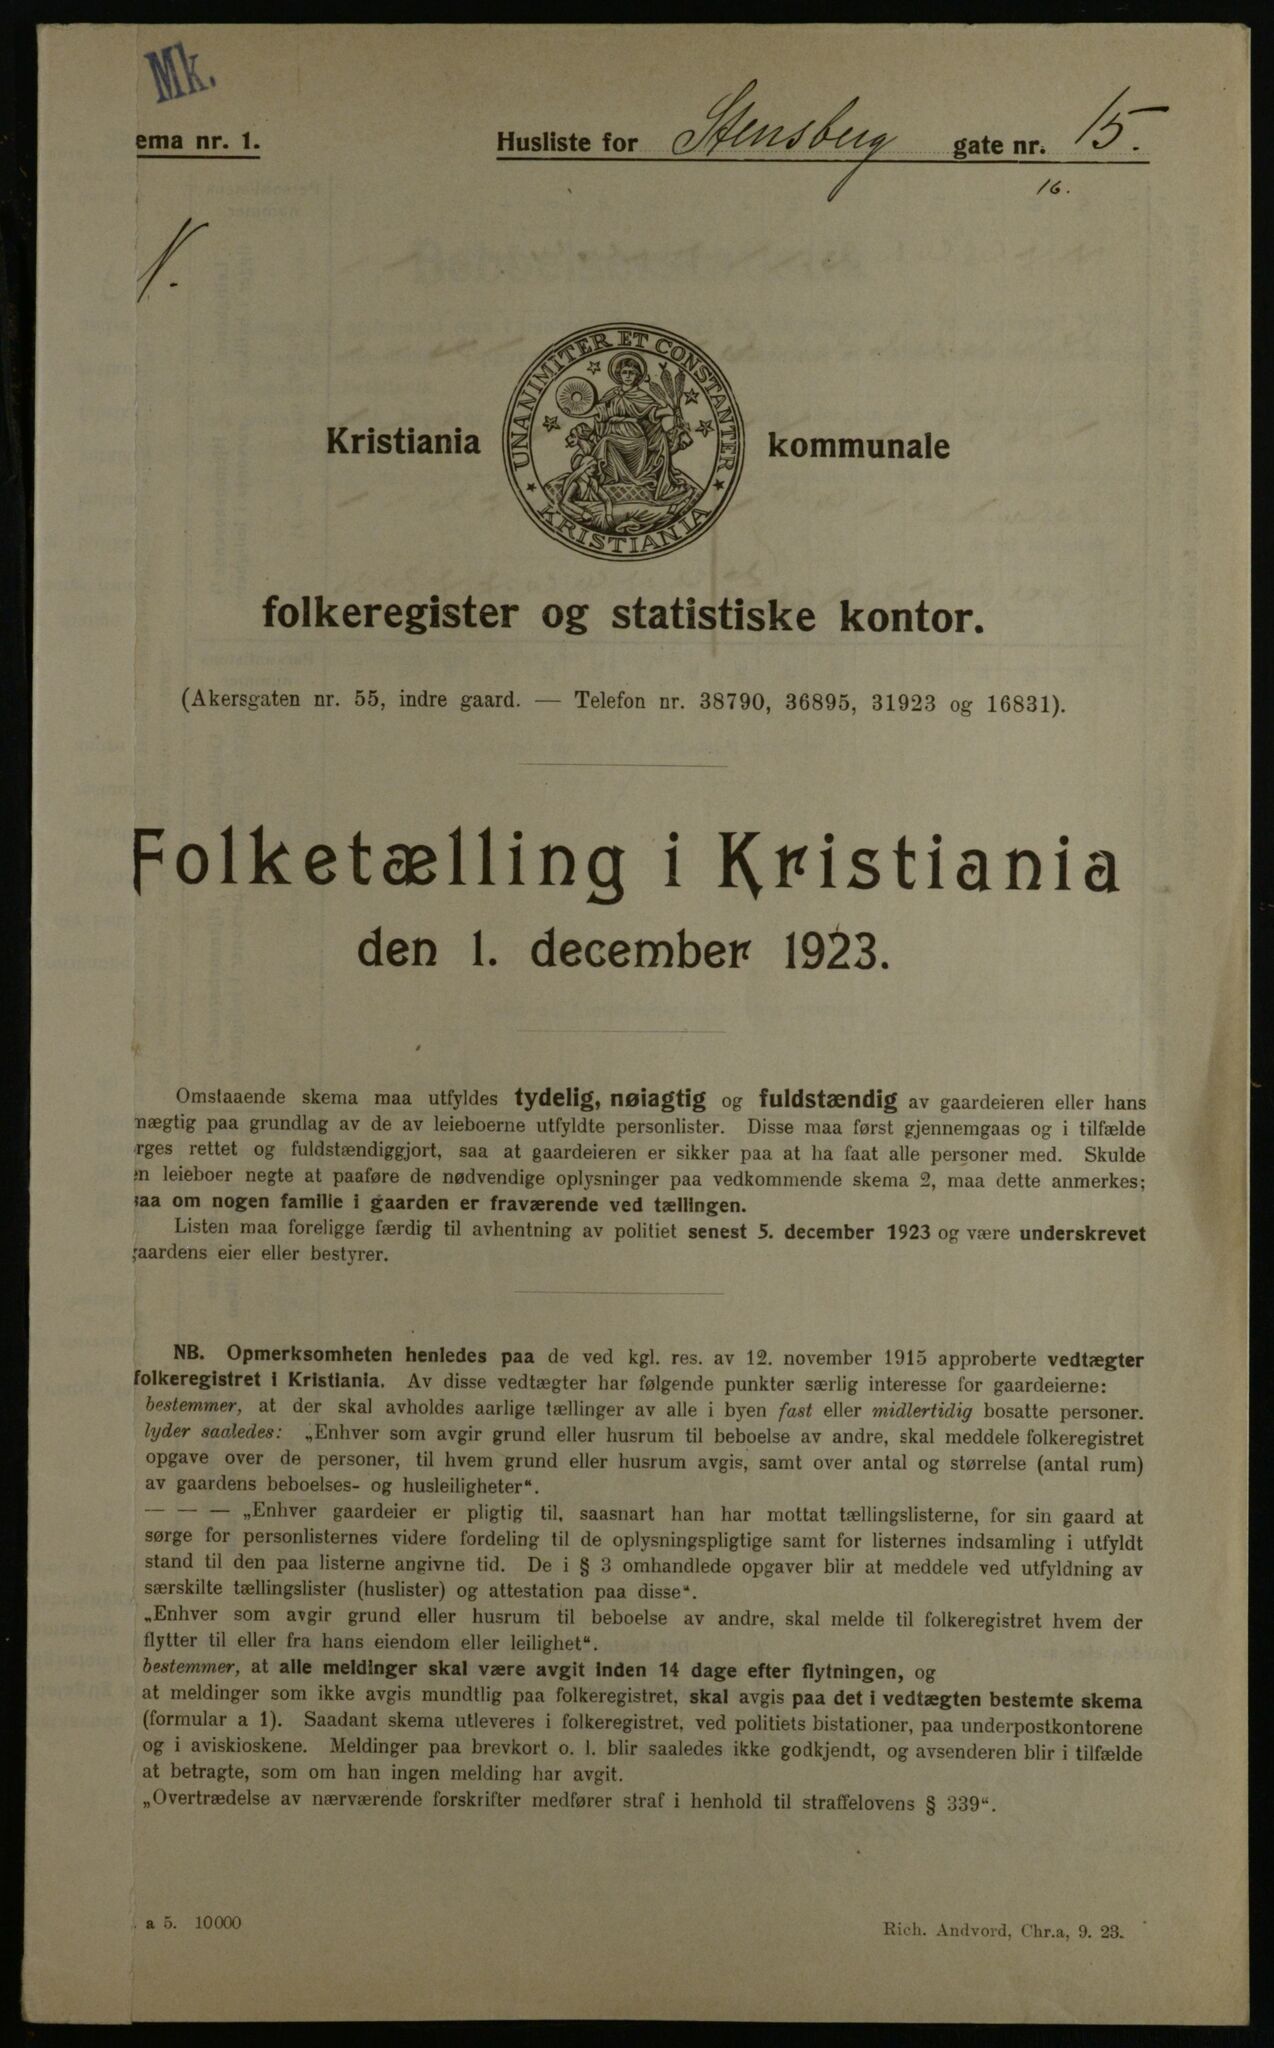 Mk.
ema nr. 1.
Husliste for Stensberg gate nr. 15.
16.
N.
UNANIMITER ET CONSTANTER
KRISTIANIA
Kristiania kommunale
folkeregister og statistiske kontor.
(Akersgaten nr. 55, indre gaard. — Telefon nr. 38790, 36895, 31923 og 16831).
Folketælling i Kristiania
den 1. december 1923.
Omstaaende skema maa utfyldes tydelig, nøiagtig og fuldstændig av gaardeieren eller hans
mægtig paa grundlag av de av leieboerne utfyldte personlister. Disse maa først gjennemgaas og i tilfælde
rges rettet og fuldstændiggjort, saa at gaardeieren er sikker paa at ha faat alle personer med. Skulde
en leieboer negte at paaføre de nødvendige oplysninger paa vedkommende skema 2, maa dette anmerkes;
saa om nogen familie i gaarden er fraværende ved tællingen.
Listen maa foreligge færdig til avhentning av politiet senest 5. december 1923 og være underskrevet
gaardens eier eller bestyrer.
NB. Opmerksomheten henledes paa de ved kgl. res. av 12. november 1915 approberte vedtægter
folkeregistret i Kristiania. Av disse vedtægter har følgende punkter særlig interesse for gaardeierne:
bestemmer, at der skal avholdes aarlige tællinger av alle i byen fast eller midlertidig bosatte personer.
lyder saaledes: „Enhver som avgir grund eller husrum til beboelse av andre, skal meddele folkeregistret
opgave over de personer, til hvem grund eller husrum avgis, samt over antal og størrelse (antal rum)
av gaardens beboelses- og husleiligheter“.
— — — „Enhver gaardeier er pligtig til, saasnart han har mottat tællingslisterne, for sin gaard at
sørge for personlisternes videre fordeling til de oplysningspligtige samt for listernes indsamling i utfyldt
stand til den paa listerne angivne tid. De i § 3 omhandlede opgaver blir at meddele ved utfyldning av
særskilte tællingslister (huslister) og attestation paa disse“.
„Enhver som avgir grund eller husrum til beboelse av andre, skal melde til folkeregistret hvem der
flytter til eller fra hans eiendom eller leilighet“.
bestemmer, at alle meldinger skal være avgit inden 14 dage efter flytningen, og
at meldinger som ikke avgis mundtlig paa folkeregistret, skal avgis paa det i vedtægten bestemte skema
(formular a 1). Saadant skema utleveres i folkeregistret, ved politiets bistationer, paa underpostkontorene
og i aviskioskene. Meldinger paa brevkort o. l. blir saaledes ikke godkjendt, og avsenderen blir i tilfælde
at betragte, som om han ingen melding har avgit.
„Overtrædelse av nærværende forskrifter medfører straf i henhold til straffelovens § 339“.
. a 5. 10000
Rich. Andvord, Chr.a, 9. 23.